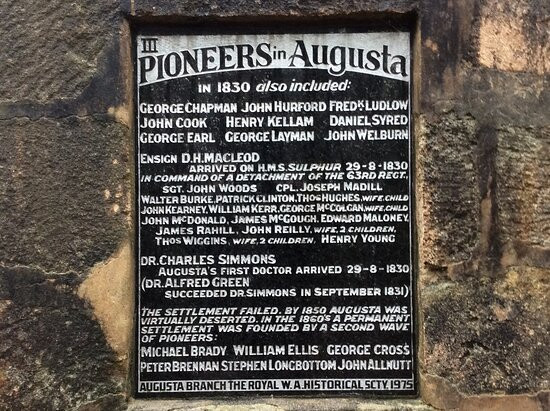 III
PIONEERS in Augusta
IN 1830 also included:
GEORGE CHAPMAN JOHN HURFORD FREDK LUDLOW
JOHN COOK HENRY KELLAM DANIEL SYRED
GEORGE EARL GEORGE LAYMAN JOHN WELBURN
ENSIGN D.H. MACLEOD
ARRIVED ON H.M.S. SULPHUR 29-8-1830
IN COMMAND OF A DETACHMENT OF THE 63RD REGT.,
SGT. JOHN WOODS CPL. JOSEPH MADILL
WALTER BURKE, PATRICK CLINTON, THOS HUGHES, WIFE, CHILD
JOHN KEARNEY, WILLIAM KERR, GEORGE MCCOLGAN, WIFE, CHILD
JOHN MCDONALD, JAMES MCGOUGH, EDWARD MALONEY,
JAMES RAHILL, JOHN REILLY, WIFE, 2 CHILDREN,
THOS WIGGINS, WIFE, 2 CHILDREN, HENRY YOUNG
DR. CHARLES SIMMONS
AUGUSTA'S FIRST DOCTOR ARRIVED 29-8-1830
(DR. ALFRED GREEN
SUCCEEDED DR. SIMMONS IN SEPTEMBER 1831)
THE SETTLEMENT FAILED. BY 1850 AUGUSTA WAS
VIRTUALLY DESERTED. IN THE 1860'S A PERMANENT
SETTLEMENT WAS FOUNDED BY A SECOND WAVE
OF PIONEERS:
MICHAEL BRADY WILLIAM ELLIS GEORGE CROSS
PETER BRENNAN STEPHEN LONGBOTTOM JOHN ALLNUTT
AUGUSTA BRANCH THE ROYAL W.A. HISTORICAL SCTY 1975